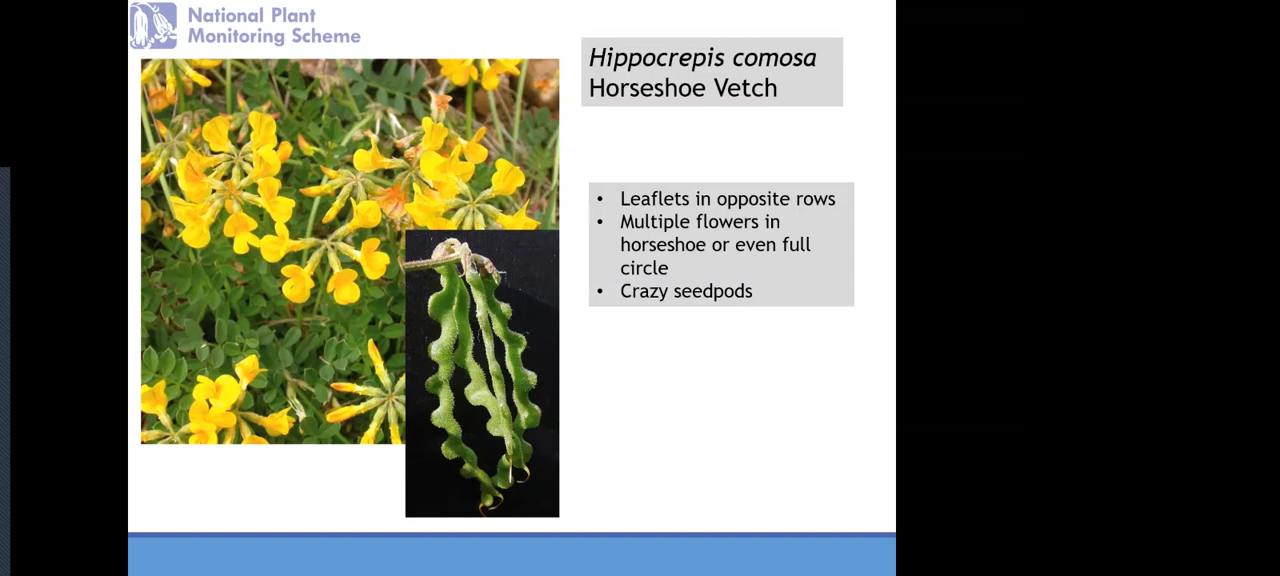 National Plant
Monitoring Scheme
Hippocrepis comosa
Horseshoe Vetch
• Leaflets in opposite rows
• Multiple flowers in
horseshoe or even full
circle
• Crazy seedpods